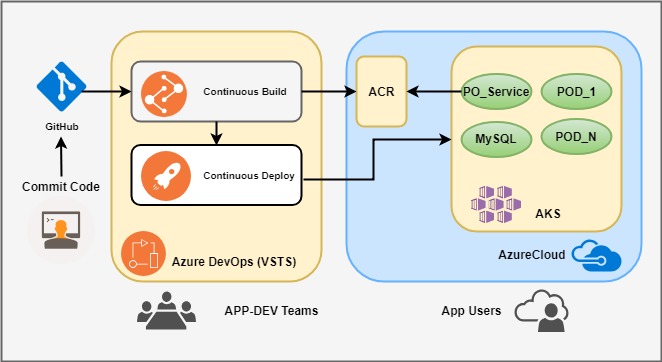 GitHub
Commit Code
Continuous Build
Continuous Deploy
Azure DevOps (VSTS)
APP-DEV Teams
ACR
PO_Service
POD_1
MySQL
POD_N
AKS
AzureCloud
App Users